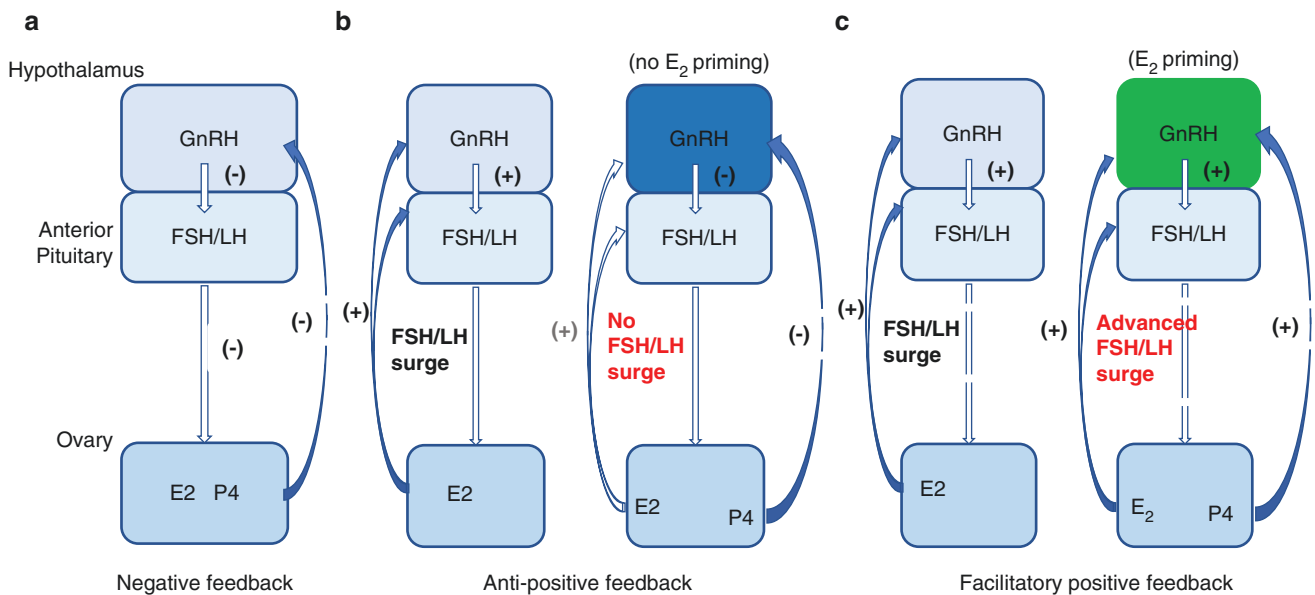 a
b
c
Hypothalamus
(no E₂ priming)
(E₂ priming)
GnRH
(-)
GnRH
(+)
GnRH
(-)
GnRH
(+)
GnRH
(+)
Anterior
Pituitary
FSH/LH
FSH/LH
FSH/LH
FSH/LH
FSH/LH
(-)
(-)
(+)
FSH/LH
surge
(+)
No
FSH/LH
surge
(-)
(+)
FSH/LH
surge
(+)
Advanced
FSH/LH
surge
(+)
Ovary
E2 P4
E2
E2
P4
E2
E₂
P4
Negative feedback
Anti-positive feedback
Facilitatory positive feedback